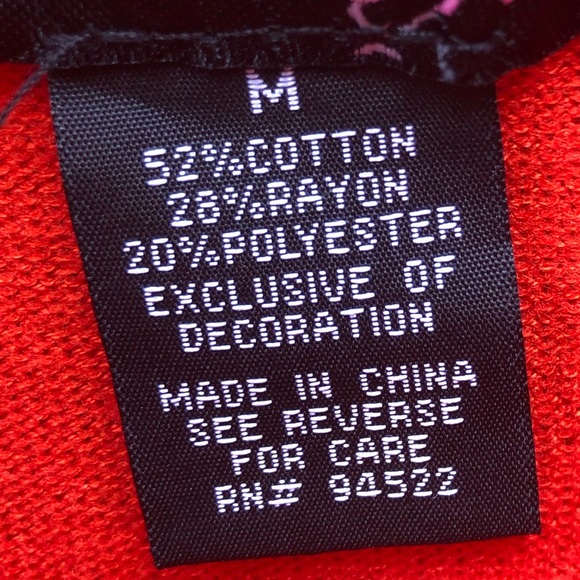 M
52%COTTON
28%RAYON
20%POLYESTER
EXCLUSIVE OF
DECORATION
MADE IN CHINA
SEE REVERSE
FOR CARE
RN# 94522